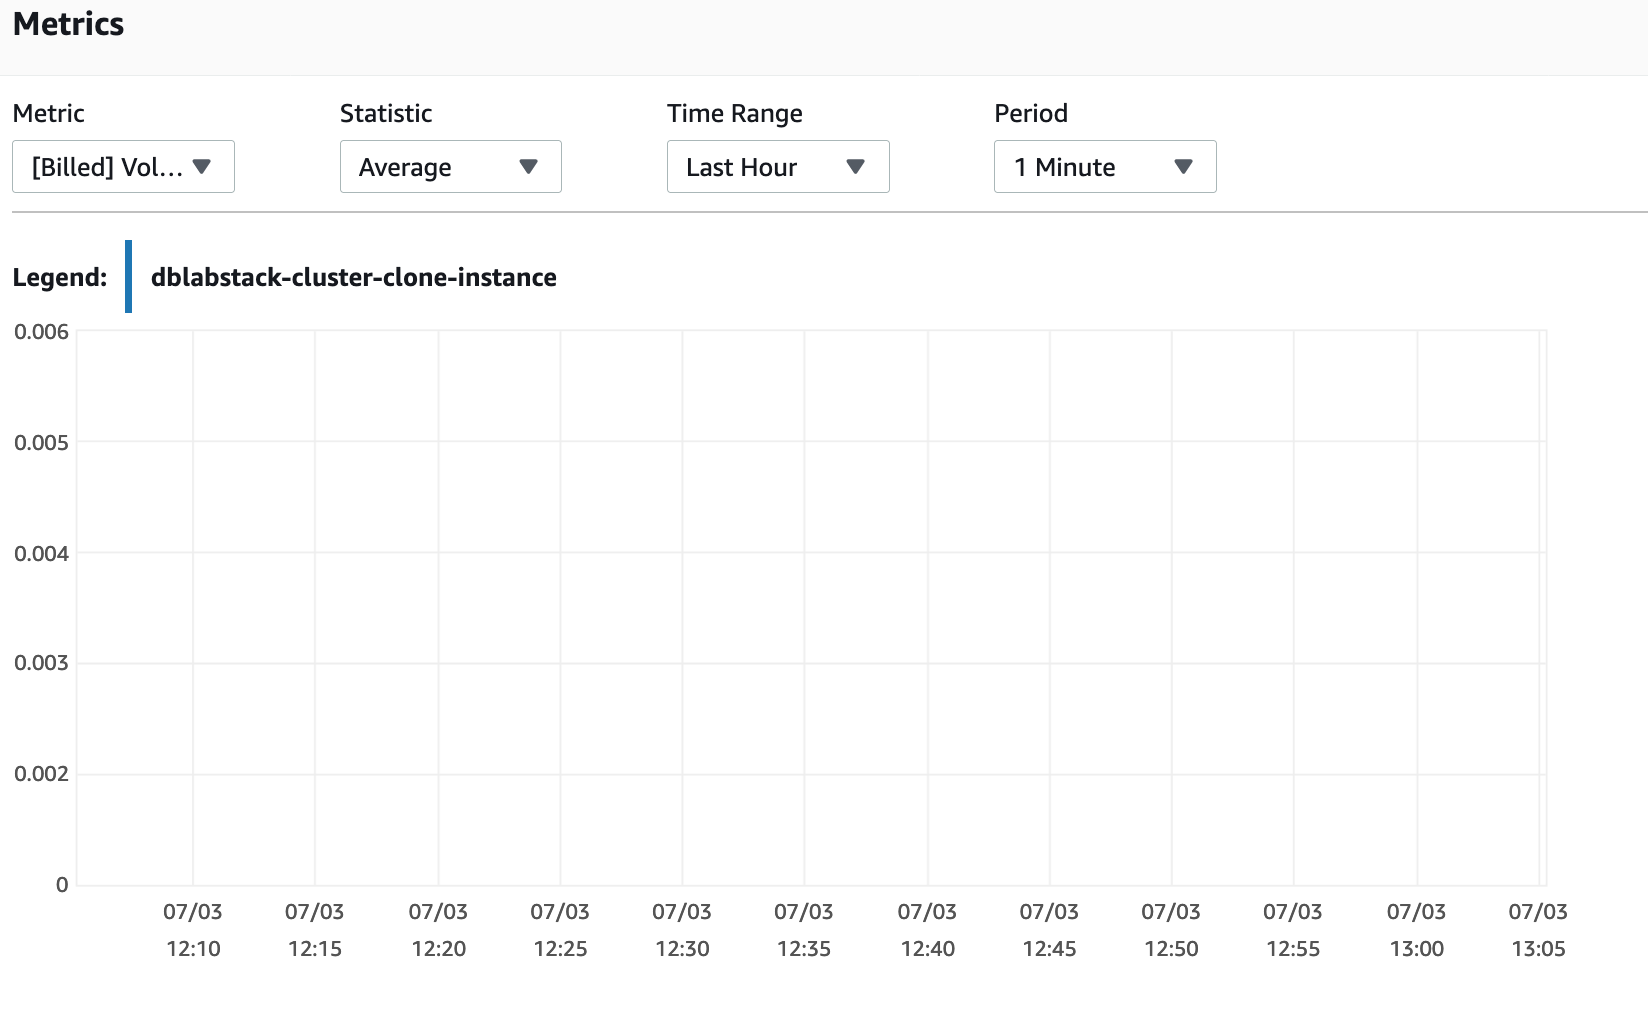 Metrics
Metric Statistic Time Range Period
[Billed] Vol... Average Last Hour 1 Minute
Legend: dblabstack-cluster-clone-instance
0.006
0.005
0.004
0.003
0.002
0
07/03 07/03 07/03 07/03 07/03 07/03 07/03 07/03 07/03 07/03 07/03 07/03
12:10 12:15 12:20 12:25 12:30 12:35 12:40 12:45 12:50 12:55 13:00 13:05